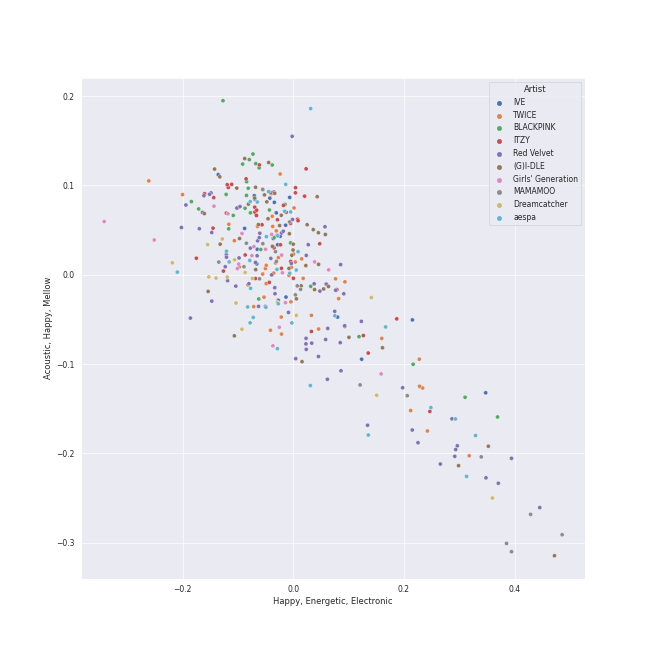 Artist
IVE
TWICE
BLACKPINK
ITZY
Red Velvet
(G)I-DLE
Girls' Generation
MAMAMOO
Dreamcatcher
aespa
0.2
0.1
0.0
−0.1
−0.2
−0.3
Acoustic, Happy, Mellow
−0.2
0.0
0.2
0.4
Happy, Energetic, Electronic